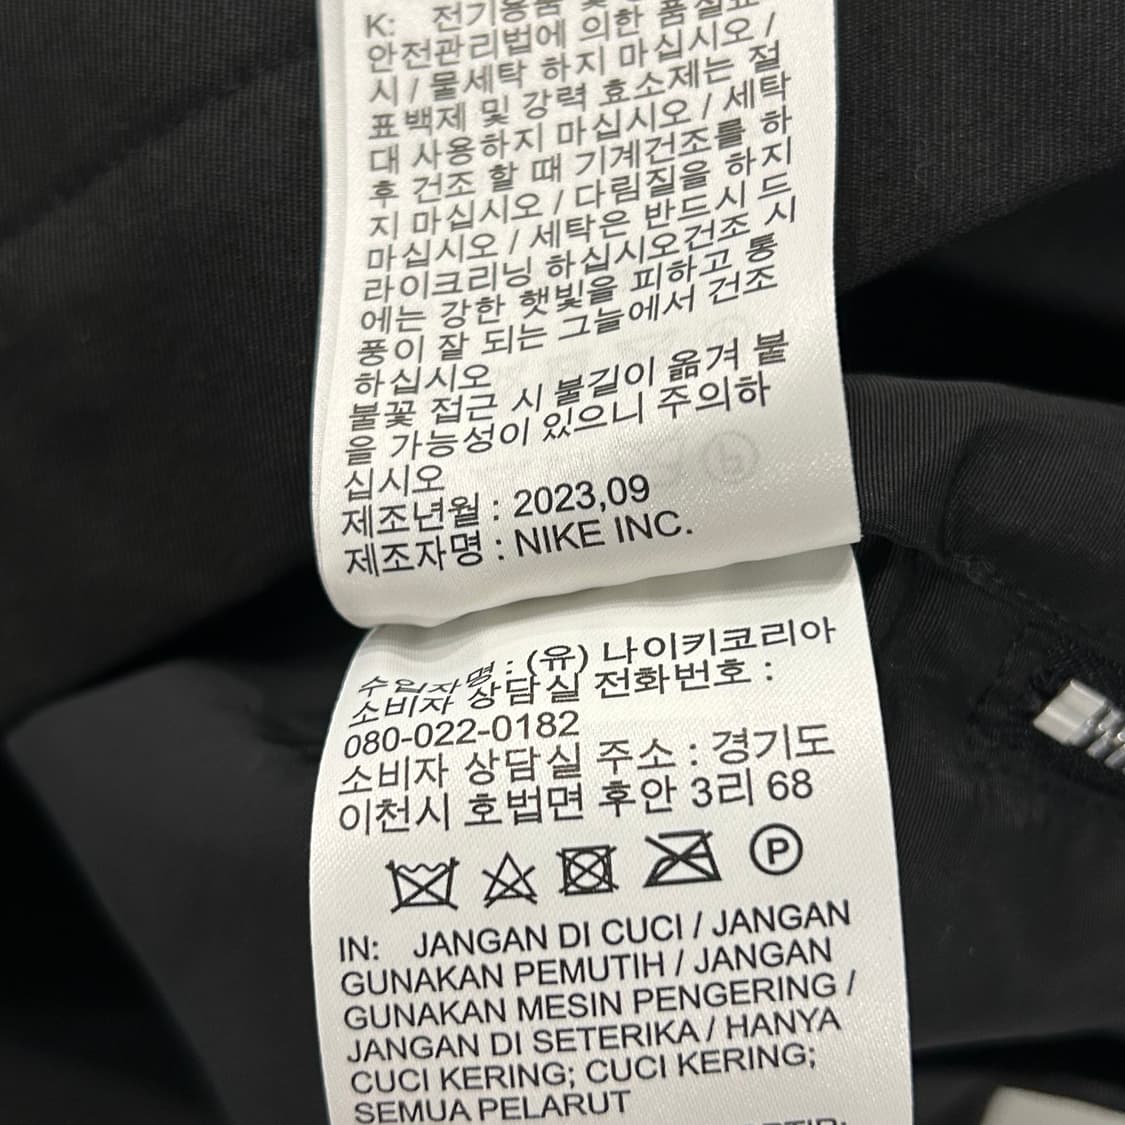 K: 전기용품 및
안전관리법에 의한 품질표
시 / 물세탁 하지 마십시오 /
표백제 및 강력 효소제는 절
대 사용하지 마십시오 / 세탁
후 건조 할 때 기계건조를 하
지 마십시오 / 다림질을 하지
마십시오 / 세탁은 반드시 드
라이크리닝 하십시오건조 시
에는 강한 햇빛을 피하고 통
풍이 잘 되는 그늘에서 건조
하십시오
불꽃 접근 시 불길이 옮겨 붙
을 가능성이 있으니 주의하
십시오
제조년월 : 2023,09
제조자명 : NIKE INC.
수입자명 : (유) 나이키코리아
소비자 상담실 전화번호 :
080-022-0182
소비자 상담실 주소 : 경기도
이천시 호법면 후안 3리 68
P
IN: JANGAN DI CUCI / JANGAN
GUNAKAN PEMUTIH / JANGAN
GUNAKAN MESIN PENGERING /
JANGAN DI SETERIKA / HANYA
CUCI KERING; CUCI KERING;
SEMUA PELARUT